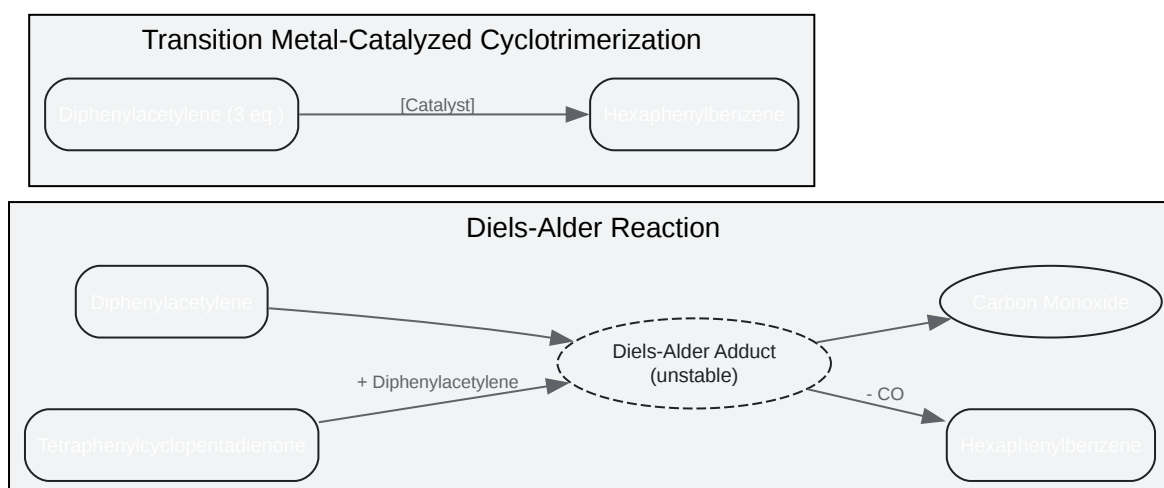 Transition Metal-Catalyzed Cyclotrimerization
Diphenylacetylene (3 eq.)
[Catalyst]
Hexaphenylbenzene
Diels-Alder Reaction
Diphenylacetylene
Carbon Monoxide
Diels-Alder Adduct
(unstable)
+ Diphenylacetylene
- CO
Tetraphenylcyclopentadienone
Hexaphenylbenzene